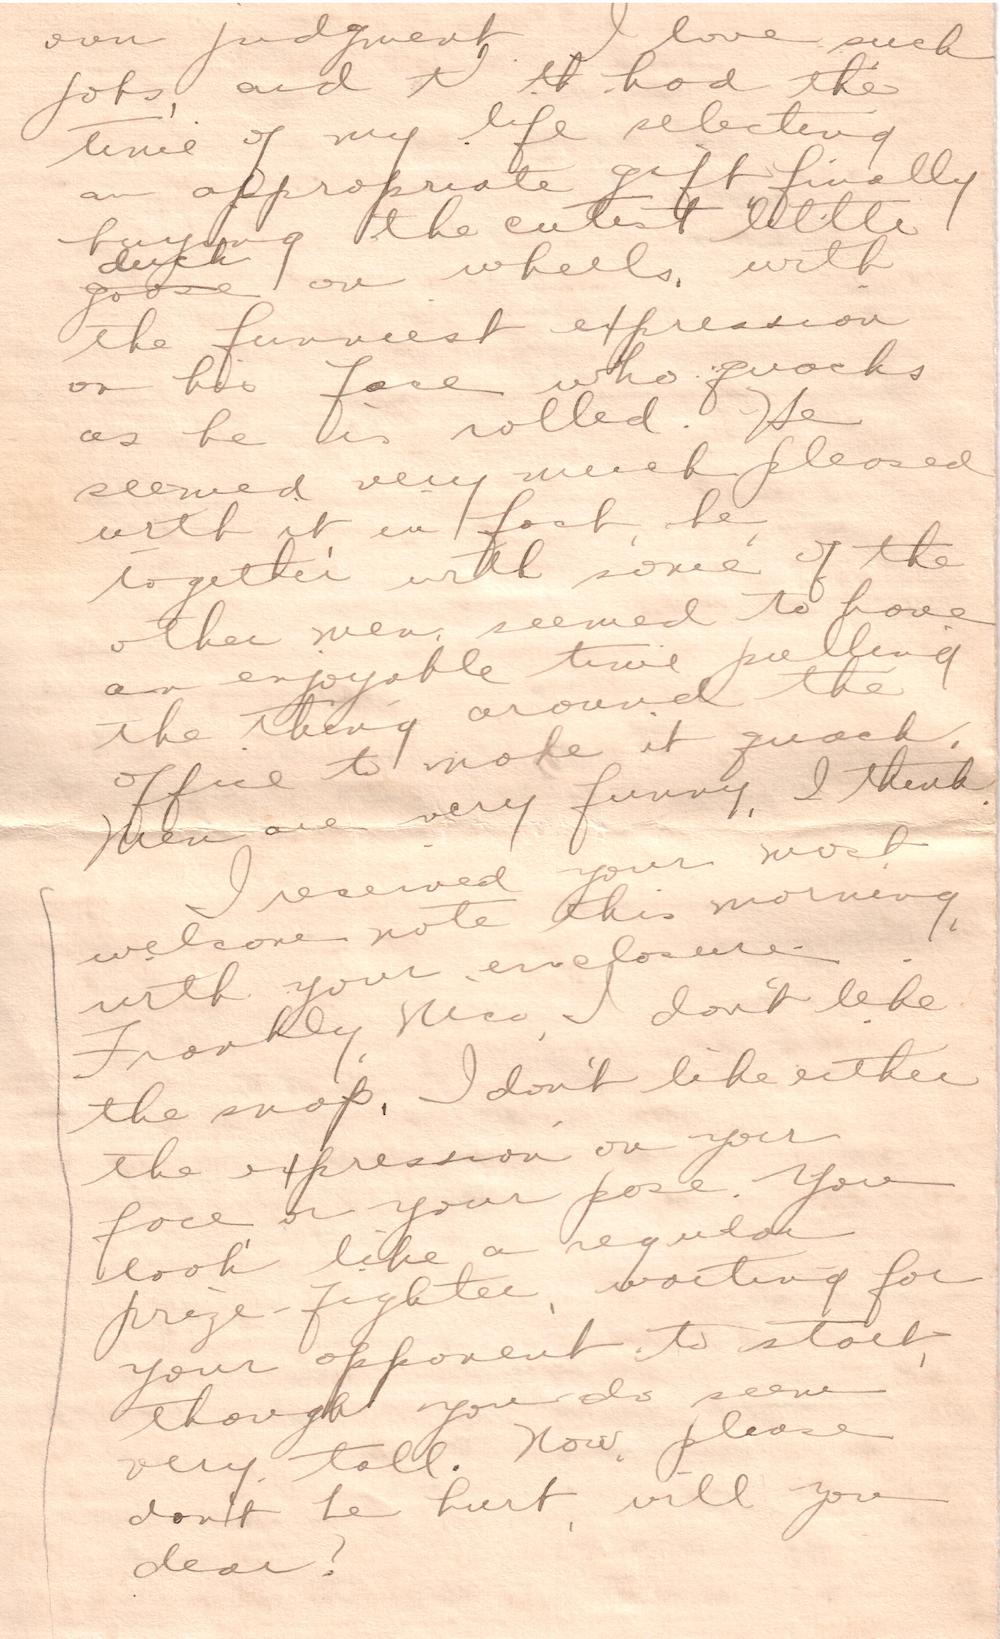 own judgment. I love such
jobs, and I had the
time of my life selecting
an appropriate gift finally
buying the cutest little
duck
goose on wheels, with
the funniest expression
on his face who quacks
as he is rolled. He
seemed very much pleased
with it in fact, he,
together with some of the
other men, seemed to have
an enjoyable time pulling
the thing around the
office to make it quack.
Men are very funny, I think.
I received your most
welcome note this morning,
with your enclosure.
Frankly, Nico, I don't like
the snap. I don't like either
the expression on your
face or your pose. You
look like a regular
prize-fighter, waiting for
your opponent to start,
though you do seem
very tall. Now, please
don't be hurt, will you
dear?